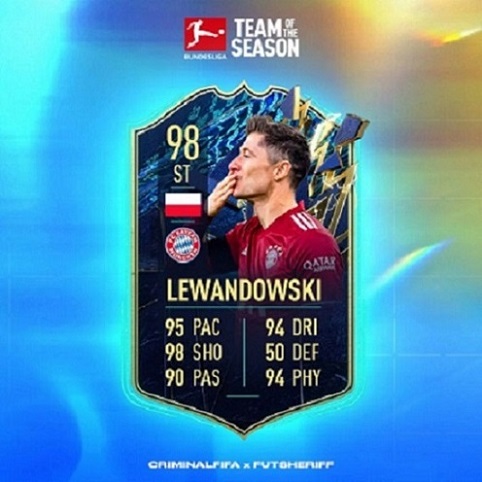 BUNDESLIGA
TEAM OF THE
SEASON
98
ST
LEWANDOWSKI
95 PAC 94 DRI
98 SHO 50 DEF
90 PAS 94 PHY
CRIMINALFIFA x FUTSHERIFF